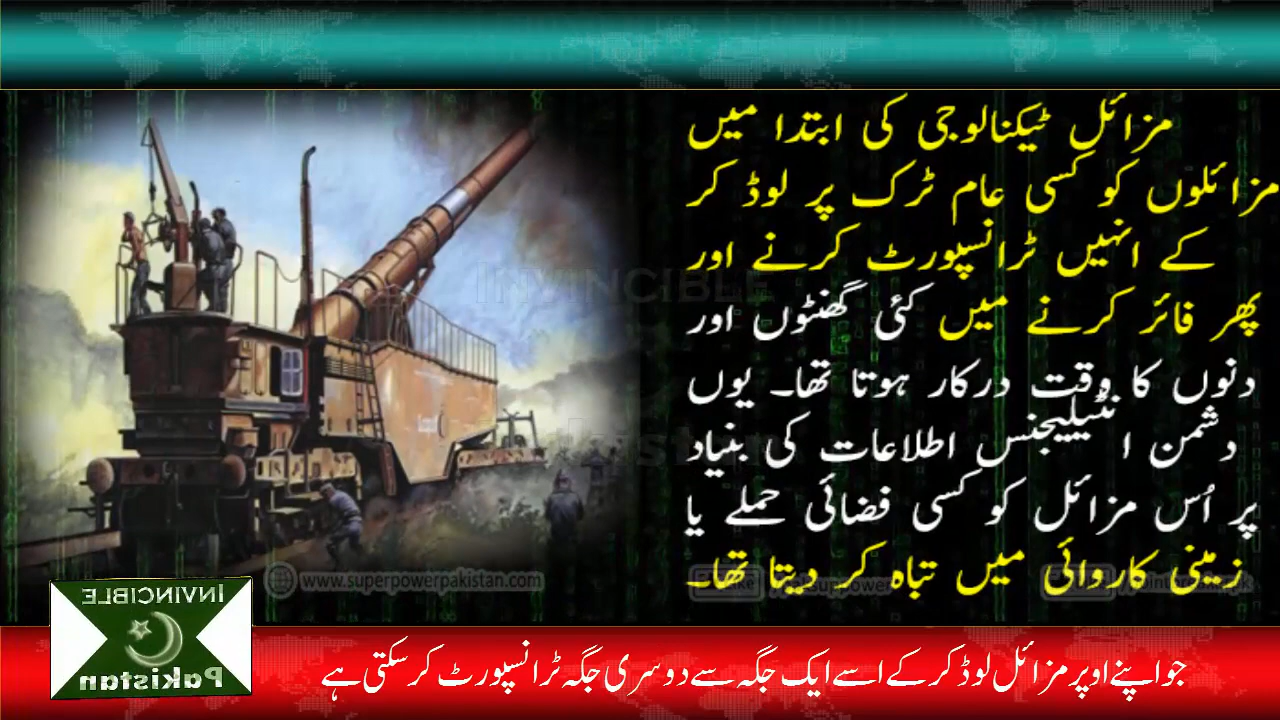 مزائل ٹیکنالوجی کی ابتدا میں
مزائلوں کو کسی عام ٹرک پر لوڈ کر
کے انہیں ٹرانسپورٹ کرنے اور
پھر فائر کرنے میں کئی گھنٹوں اور
دنوں کا وقت درکار ہوتا تھا۔ یوں
دشمن انٹیلیجنس اطلاعات کی بنیاد
پر اُس مزائل کو کسی فضائی حملے یا
زمینی کاروائی میں تباہ کر دیتا تھا۔
INVINCIBLE
www.superpowerpakistan.com
INVINCIBLE
Pakistan
جو اپنے اوپر مزائل لوڈ کر کے اسے ایک جگہ سے دوسری جگہ ٹرانسپورٹ کر سکتی ہے